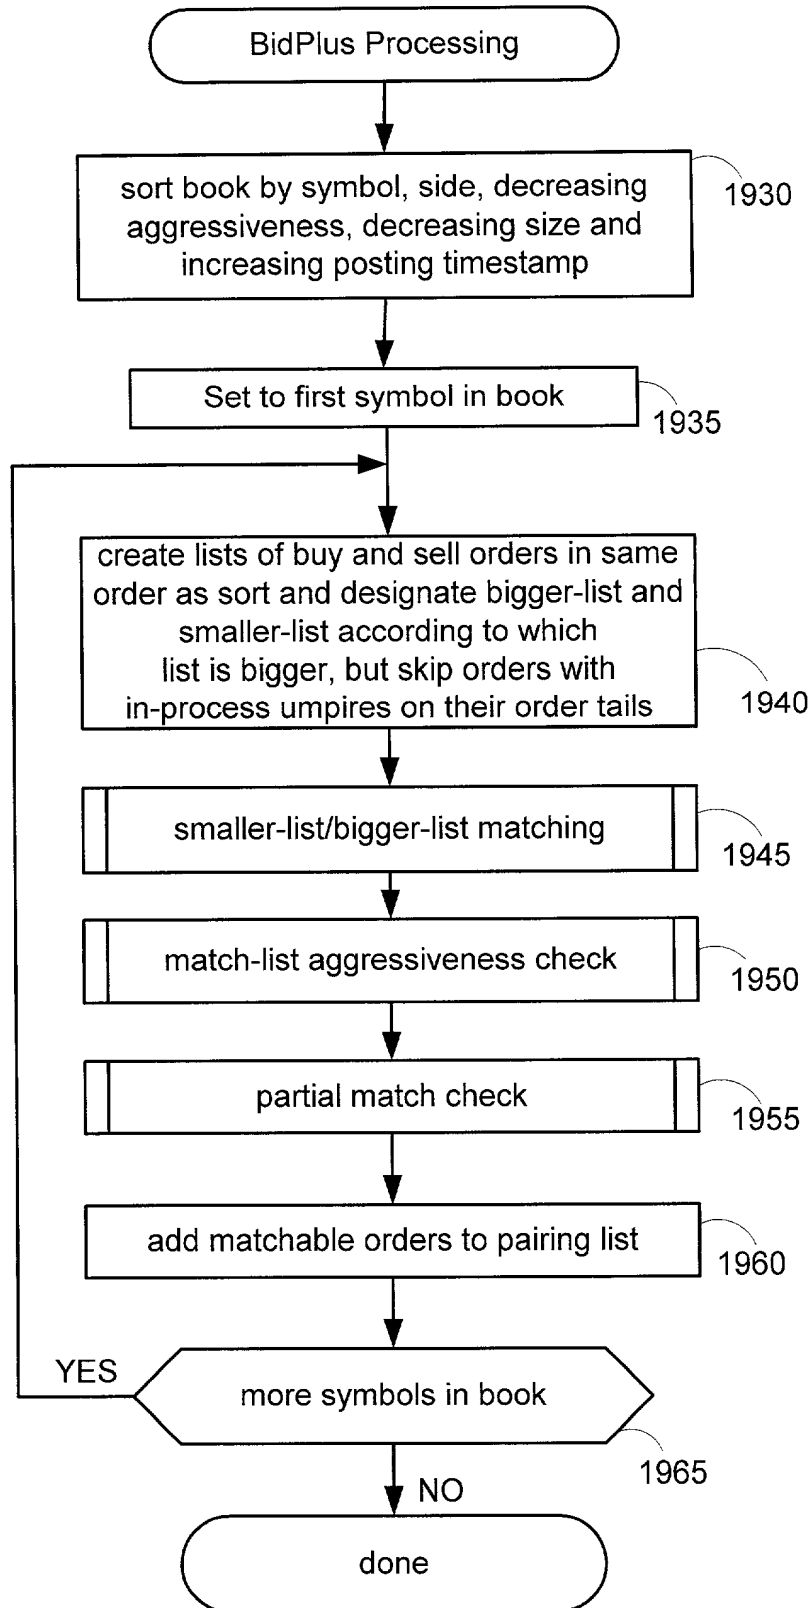 BidPlus Processing
sort book by symbol, side, decreasing
aggressiveness, decreasing size and
increasing posting timestamp
1930
Set to first symbol in book
1935
create lists of buy and sell orders in same
order as sort and designate bigger-list and
smaller-list according to which
list is bigger, but skip orders with
in-process umpires on their order tails
1940
smaller-list/bigger-list matching
1945
match-list aggressiveness check
1950
partial match check
1955
add matchable orders to pairing list
1960
YES
more symbols in book
1965
NO
done